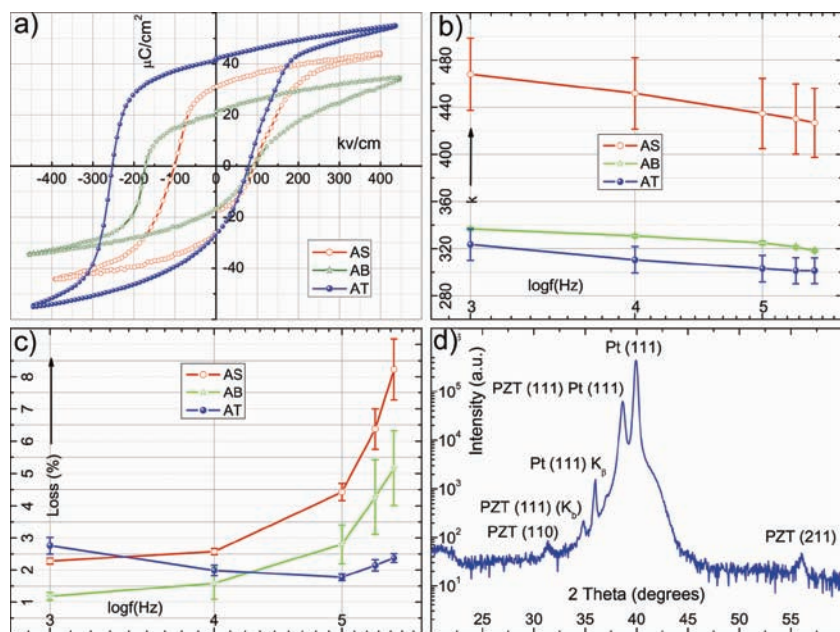 a)
μC/cm²
40
20
kv/cm
-400 -300 -200 -100 0 100 200 300 400
-20
-40
AS
AB
AT
b)
480
440
400
360
320
280
k
AS
AB
AT
logf(Hz)
3 4 5
c)
8
7
6
5
4
3
2
1
Loss (%)
AS
AB
AT
logf(Hz)
3 4 5
d)
Intensity (a.u.)
10⁵
10⁴
10³
10²
10¹
Pt (111)
PZT (111) Pt (111)
Pt (111) Kβ
PZT (111) (Kb)
PZT (110)
PZT (211)
2 Theta (degrees)
25 30 35 40 45 50 55